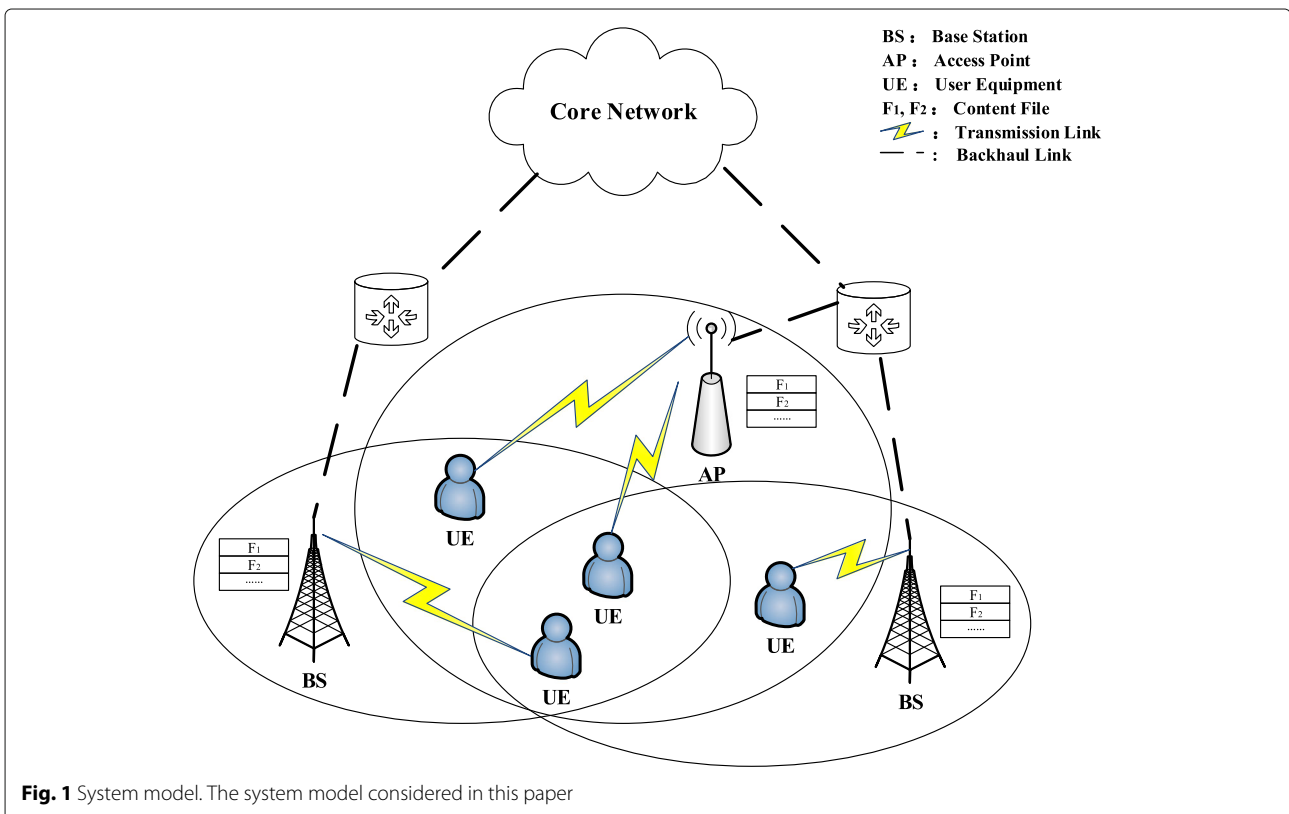 BS： Base Station
AP： Access Point
UE： User Equipment
F1, F2： Content File
： Transmission Link
： Backhaul Link
Core Network
F1
F2
......
AP
UE
F1
F2
......
BS
UE
UE
UE
F1
F2
......
BS
Fig. 1 System model. The system model considered in this paper